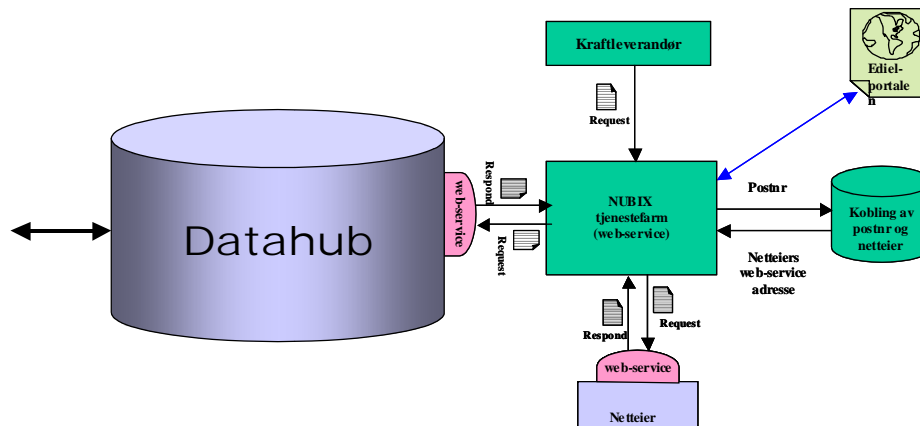 Kraftleverandør
Ediel-
portale
n
Request
Respond
web-service
Datahub
Request
NUBIX
tjenestefarm
(web-service)
Postnr
Kobling av
postnr og
netteier
Netteiers
web-service
adresse
Respond
Request
web-service
Netteier